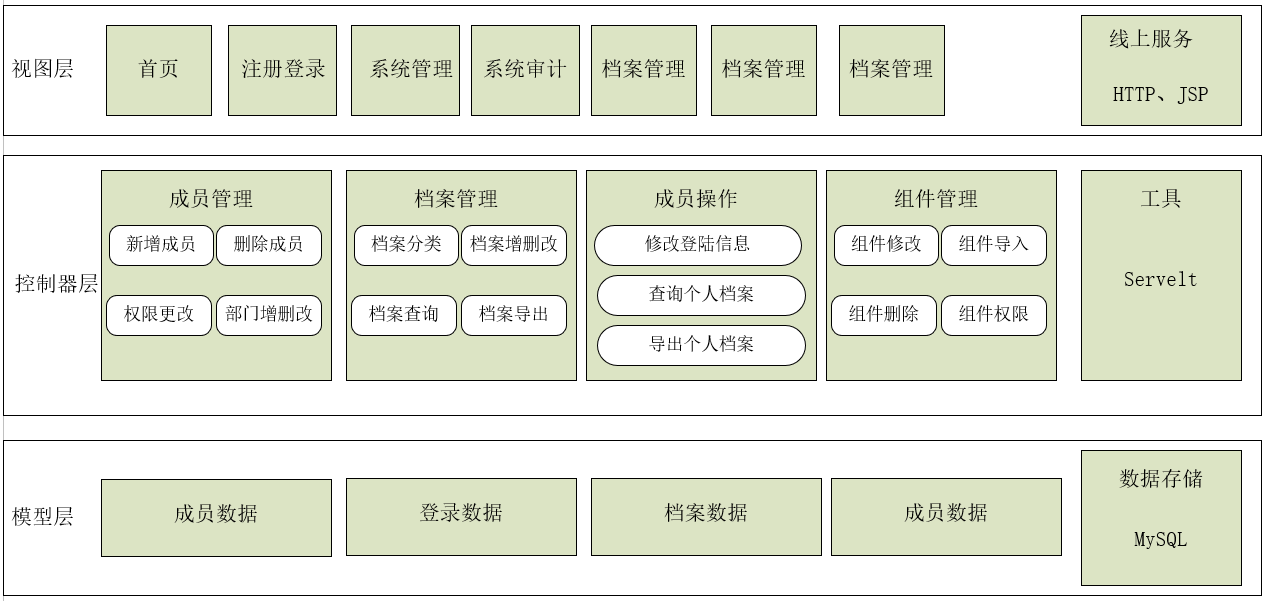 视图层
首页
注册登录
系统管理
系统审计
档案管理
档案管理
档案管理
线上服务
HTTP、JSP
控制器层
成员管理
新增成员
删除成员
权限更改
部门增删改
档案管理
档案分类
档案增删改
档案查询
档案导出
成员操作
修改登陆信息
查询个人档案
导出个人档案
组件管理
组件修改
组件导入
组件删除
组件权限
工具
Servelt
模型层
成员数据
登录数据
档案数据
成员数据
数据存储
MySQL